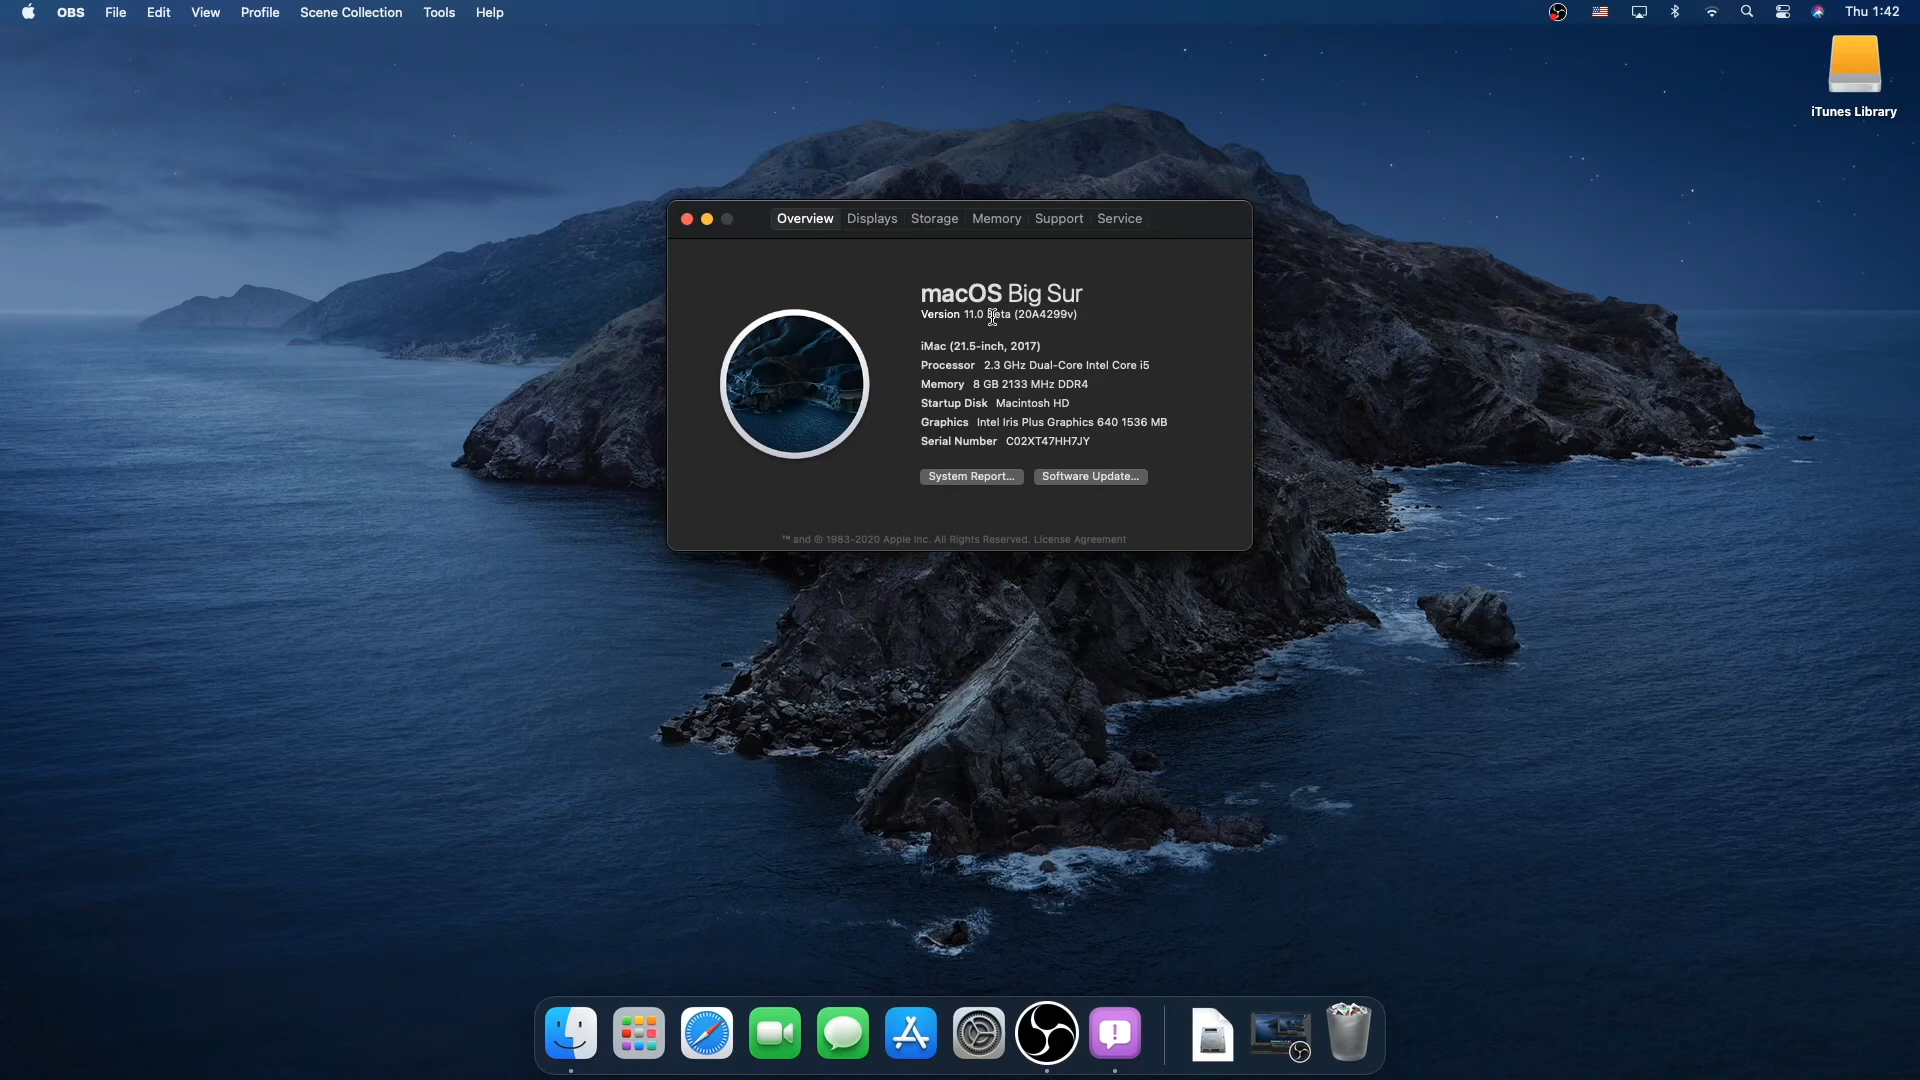 OBS File Edit View Profile Scene Collection Tools Help Thu 1:42
iTunes Library
Overview Displays Storage Memory Support Service
macOS Big Sur
Version 11.0 (20A4299v)
iMac (21.5-inch, 2017)
Processor 2.3 GHz Dual-Core Intel Core i5
Memory 8 GB 2133 MHz DDR4
Startup Disk Macintosh HD
Graphics Intel Iris Plus Graphics 640 1536 MB
Serial Number C02XT47HH7JY
System Report... Software Update...
™ and © 1983-2020 Apple Inc. All Rights Reserved. License Agreement